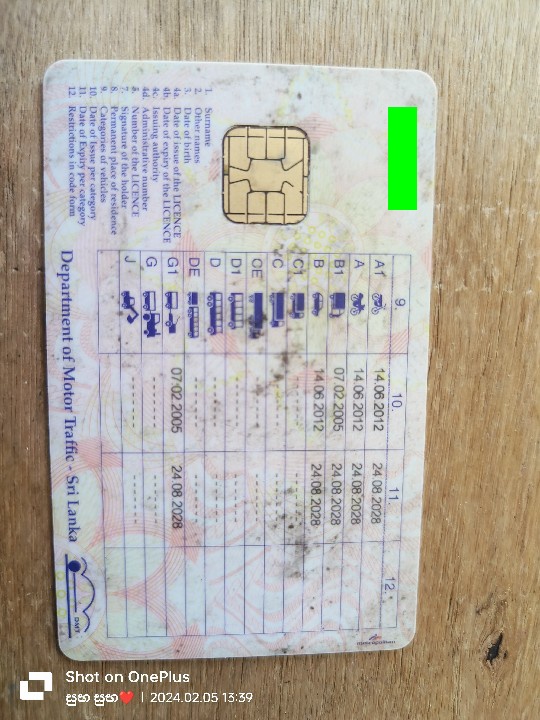 1. Surname
2. Other names
3. Date of birth
4a. Date of issue of the LICENCE
4b. Date of expiry of the LICENCE
4c. Issuing authority
4d. Administrative number
5. Number of the LICENCE
7. Signature of the holder
8. Permanent place of residence
9. Categories of vehicles
10. Date of Issue per category
11. Date of Expiry per category
12. Restrictions in code form
9. 10. 11. 12.
A1 14.06.2012 24.08.2028
A 14.06.2012 24.08.2028
B1 07.02.2005 24.08.2028
B 14.06.2012 24.08.2028
C1
C
CE
D1
D
DE
G1 07.02.2005 24.08.2028
G
J
Department of Motor Traffic - Sri Lanka
DMT
Shot on OnePlus
සුභ සුභ❤️ | 2024.02.05 13:39